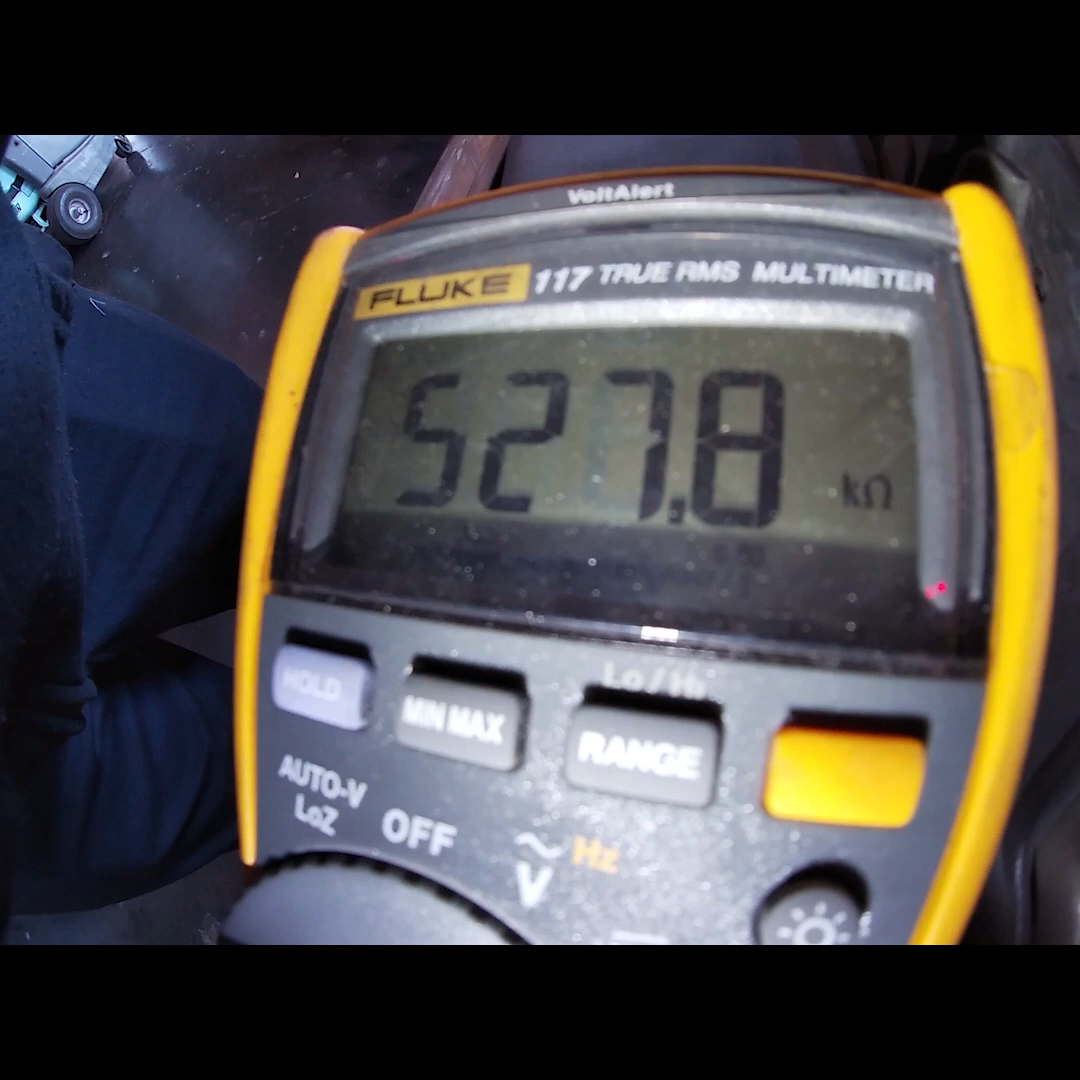 VoltAlert
FLUKE 117 TRUE RMS MULTIMETER
527.8 kΩ
Lo/Hi
HOLD MIN MAX RANGE
AUTO-V
LoZ
OFF
~
V
Hz